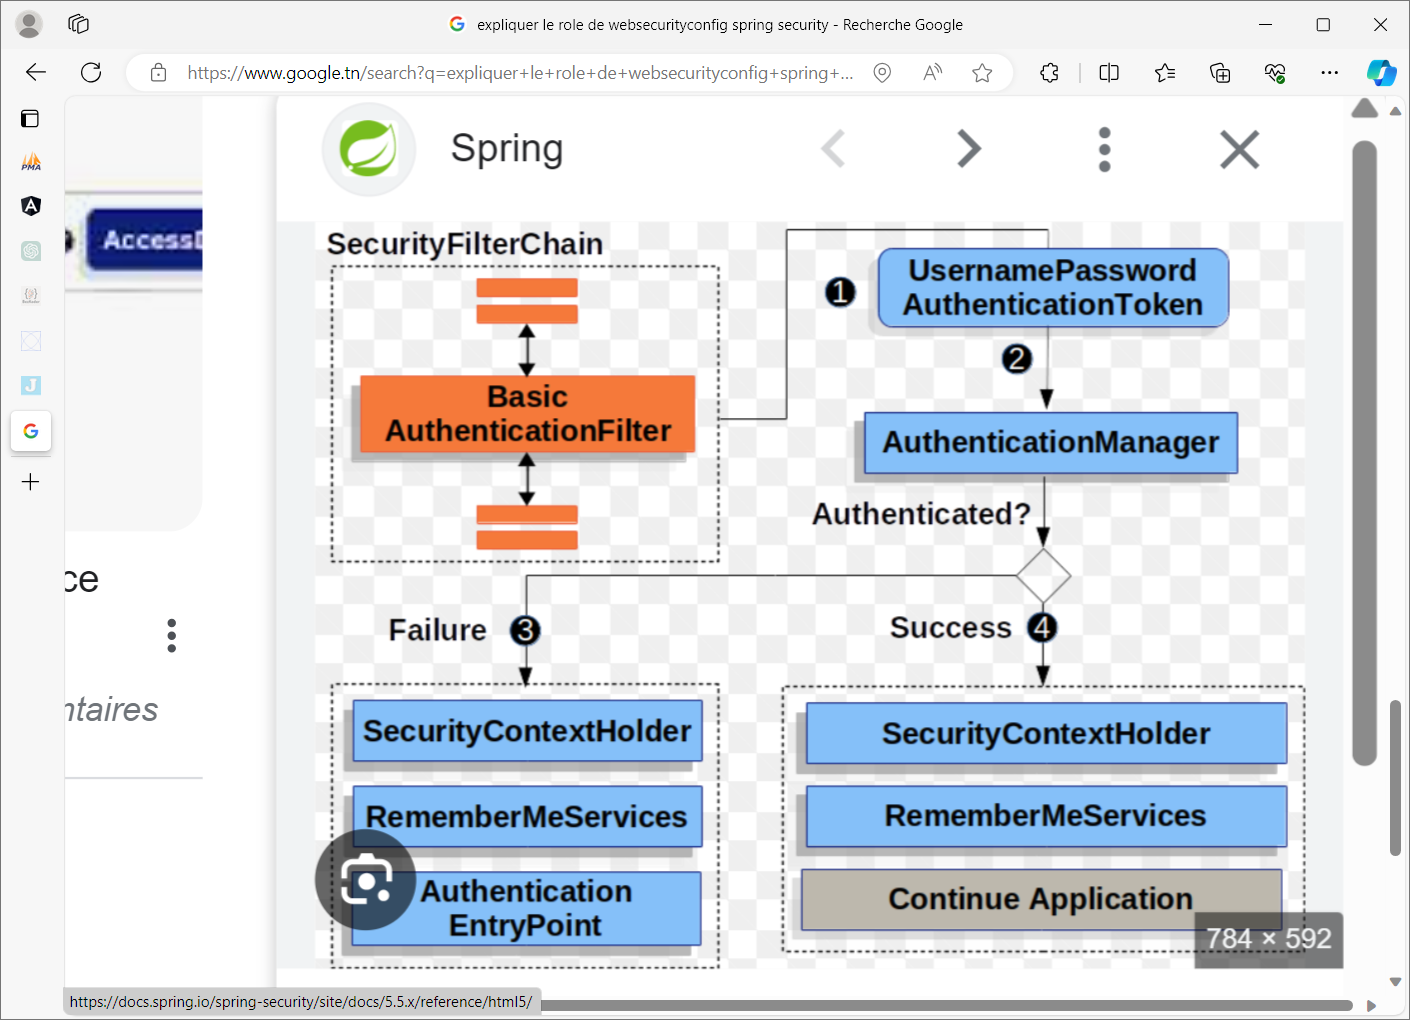 expliquer le role de websecurityconfig spring security - Recherche Google
https://www.google.tn/search?q=expliquer+le+role+de+websecurityconfig+spring+...
PMA
J
Spring
AccessD
ce
ntaires
SecurityFilterChain
Basic
AuthenticationFilter
1
UsernamePassword
AuthenticationToken
2
AuthenticationManager
Authenticated?
Failure
3
Success
4
SecurityContextHolder
RememberMeServices
Authentication
EntryPoint
SecurityContextHolder
RememberMeServices
Continue Application
784 × 592
https://docs.spring.io/spring-security/site/docs/5.5.x/reference/html5/